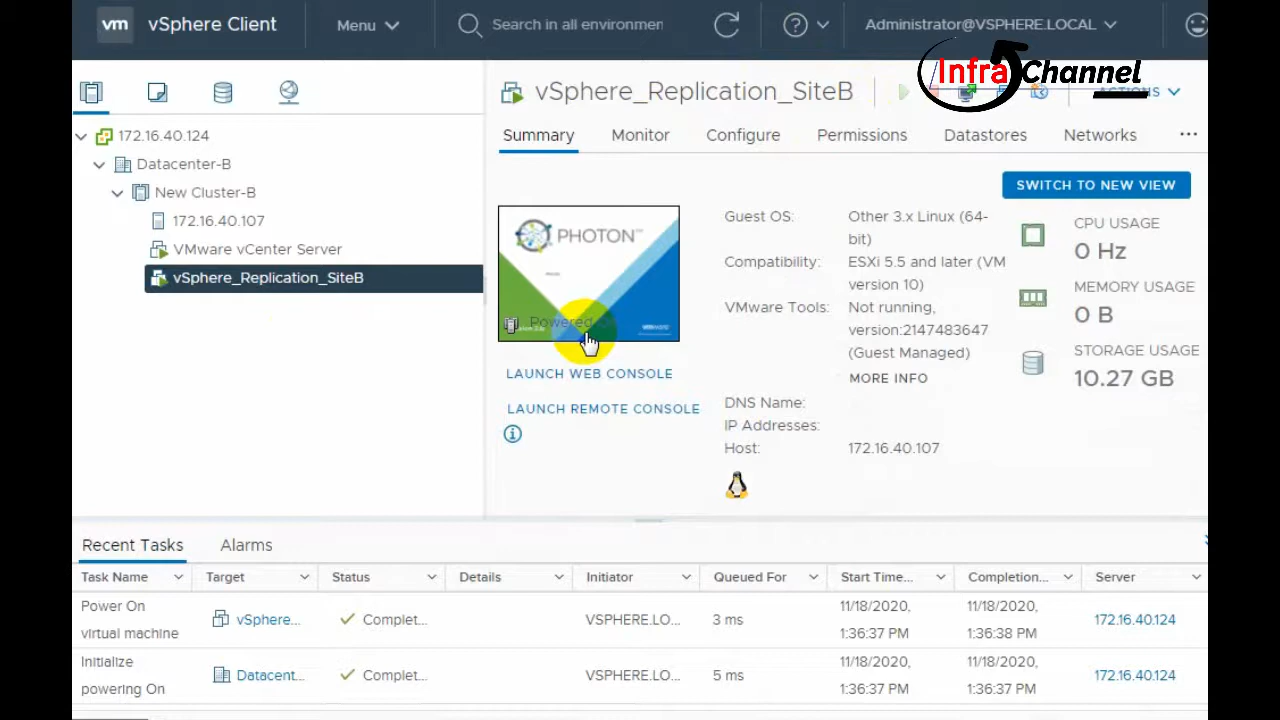 vm vSphere Client Menu Search in all environmer Administrator@VSPHERE.LOCAL
Infra Channel
vSphere_Replication_SiteB ACTIONS
Summary Monitor Configure Permissions Datastores Networks ...
SWITCH TO NEW VIEW
172.16.40.124
Datacenter-B
New Cluster-B
172.16.40.107
VMware vCenter Server
vSphere_Replication_SiteB
PHOTON™
Powered
LAUNCH WEB CONSOLE
LAUNCH REMOTE CONSOLE
Guest OS: Other 3.x Linux (64-
bit)
Compatibility: ESXi 5.5 and later (VM
version 10)
VMware Tools: Not running,
version:2147483647
(Guest Managed)
MORE INFO
DNS Name:
IP Addresses:
Host: 172.16.40.107
CPU USAGE
0 Hz
MEMORY USAGE
0 B
STORAGE USAGE
10.27 GB
Recent Tasks Alarms
Task Name Target Status Details Initiator Queued For Start Time... Completion... Server
Power On
virtual machine vSphere... Complet... VSPHERE.LO... 3 ms 11/18/2020,
1:36:37 PM 11/18/2020,
1:36:38 PM 172.16.40.124
Initialize
powering On Datacent... Complet... VSPHERE.LO... 5 ms 11/18/2020,
1:36:37 PM 11/18/2020,
1:36:37 PM 172.16.40.124